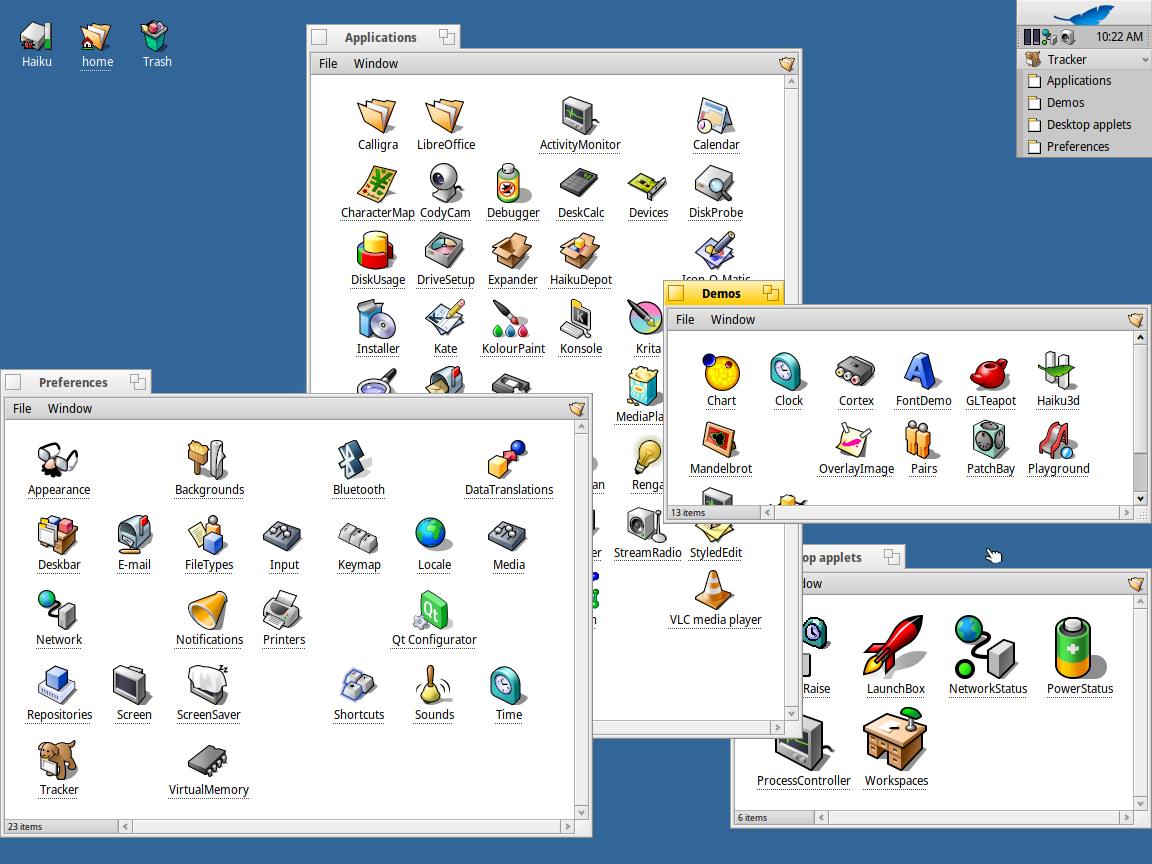 Haiku
home
Trash
Applications
File Window
Calligra LibreOffice ActivityMonitor Calendar
CharacterMap CodyCam Debugger DeskCalc Devices DiskProbe
DiskUsage DriveSetup Expander HaikuDepot Icon-O-Matic
Installer Kate KolourPaint Konsole Krita
MediaPla
Renga
StreamRadio StyledEdit
VLC media player
10:22 AM
Tracker
Applications
Demos
Desktop applets
Preferences
Demos
File Window
Chart Clock Cortex FontDemo GLTeapot Haiku3d
Mandelbrot OverlayImage Pairs PatchBay Playground
13 items
Preferences
File Window
Appearance Backgrounds Bluetooth DataTranslations
Deskbar E-mail FileTypes Input Keymap Locale Media
Network Notifications Printers Qt Configurator
Repositories Screen ScreenSaver Shortcuts Sounds Time
Tracker VirtualMemory
23 items
op applets
dow
Raise LaunchBox NetworkStatus PowerStatus
ProcessController Workspaces
6 items